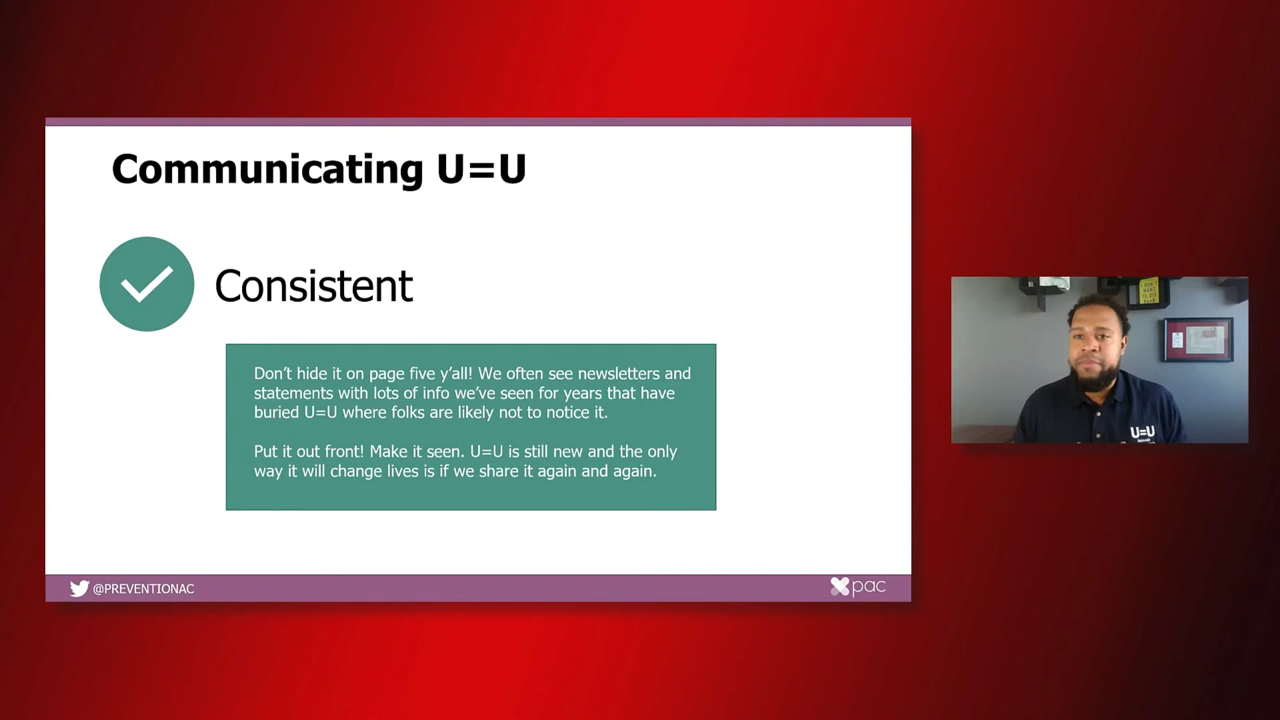 Communicating U=U
Consistent
Don't hide it on page five y'all! We often see newsletters and
statements with lots of info we've seen for years that have
buried U=U where folks are likely not to notice it.
Put it out front! Make it seen. U=U is still new and the only
way it will change lives is if we share it again and again.
@PREVENTIONAC
pac
U=U